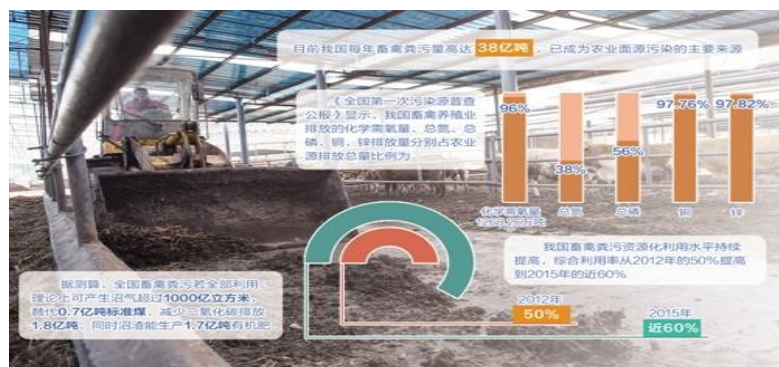 目前我国每年畜禽粪污量高达 38亿吨 ，已成为农业面源污染的主要来源
《全国第一次污染源普查
公报》显示，我国畜禽养殖业
排放的化学需氧量、总氮、总
磷、铜、锌排放量分别占农业
源排放总量比例为
96%
38%
56%
97.76%
97.82%
化学需氧量
总氮
总磷
铜
锌
我国畜禽粪污资源化利用水平持续
提高，综合利用率从2012年的50%提高
到2015年的近60%
据测算，全国畜禽粪污若全部利用，
理论上可产生沼气超过1000亿立方米，
替代0.7亿吨标准煤，减少二氧化碳排放
1.8亿吨，同时沼渣能生产1.7亿吨有机肥
2012年
50%
2015年
近60%